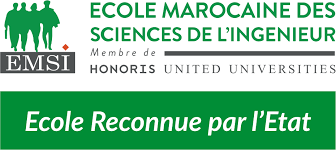 ECOLE MAROCAINE DES
SCIENCES DE L'INGENIEUR
EMSI
Membre de
HONORIS UNITED UNIVERSITIES
Ecole Reconnue par l'Etat